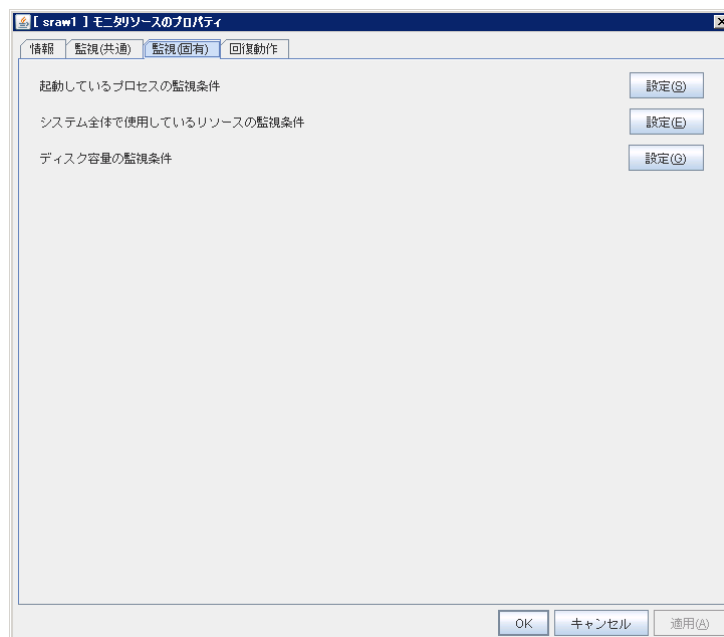 [ sraw1 ] モニタリソースのプロパティ
情報 監視(共通) 監視(固有) 回復動作
起動しているプロセスの監視条件 設定(S)
システム全体で使用しているリソースの監視条件 設定(E)
ディスク容量の監視条件 設定(G)
OK キャンセル 適用(A)